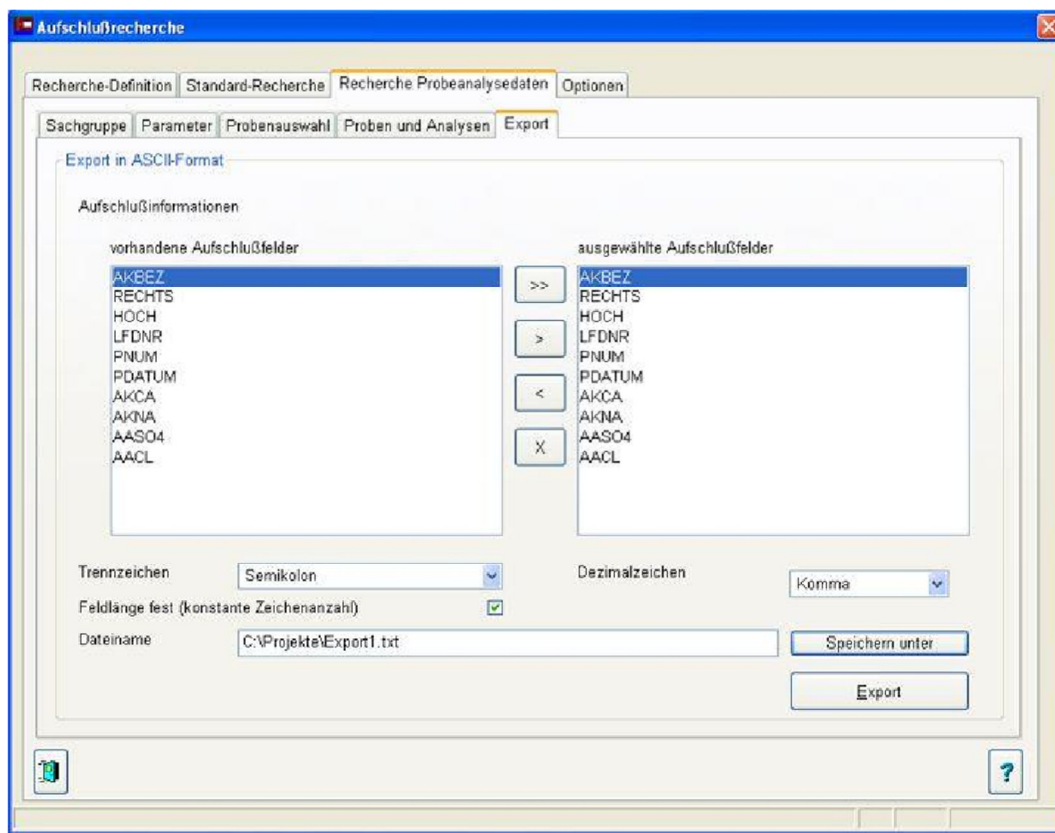 Aufschlußrecherche
Recherche-Definition Standard-Recherche Recherche Probeanalysedaten Optionen
Sachgruppe Parameter Probenauswahl Proben und Analysen Export
Export in ASCII-Format
Aufschlußinformationen
vorhandene Aufschlußfelder
AKBEZ
RECHTS
HOCH
LFDNR
PNUM
PDATUM
AKCA
AKNA
AASO4
AACL
>>
>
<
X
ausgewählte Aufschlußfelder
AKBEZ
RECHTS
HOCH
LFDNR
PNUM
PDATUM
AKCA
AKNA
AASO4
AACL
Trennzeichen Semikolon Dezimalzeichen Komma
Feldlänge fest (konstante Zeichenanzahl)
Dateiname C:\Projekte\Export1.txt Speichern unter
Export
?